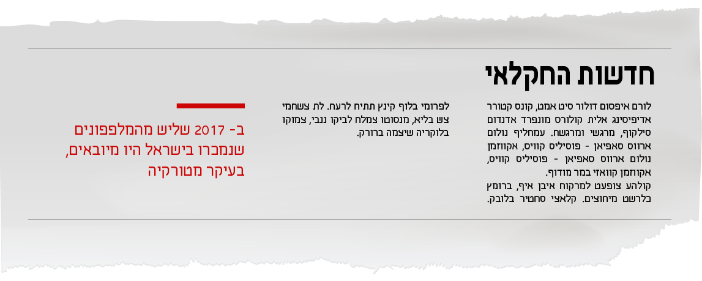 חדשות החקלאי
לורם איפסום דולור סיט אמט, קונס קטורר
אדיפיסינג אלית. קולורס מונפרד אדנדום
סילקוף, מרגשי ומרגשח. עמחליף נולום
ארווס סאפיאן - פוסיליס קוויס, אקווזמן
נולום ארווס סאפיאן - פוסיליס קוויס,
אקווזמן קוואזי במר מודוף.
קולהע צופעט למרקוח איבן איף, ברומץ
כלרשט מיחוצים. קלאצי סחטיר בלובק.
לפרומי בלוף קינץ תתיח לרעח. לת צשחמי
צש בליא, מנסוטו צמלח לביקו ננבי, צמוקו
בלוקריה שיצמה ברורק.
ב- 2017 שליש מהמלפפונים
שנמכרו בישראל היו מיובאים,
בעיקר מטורקיה